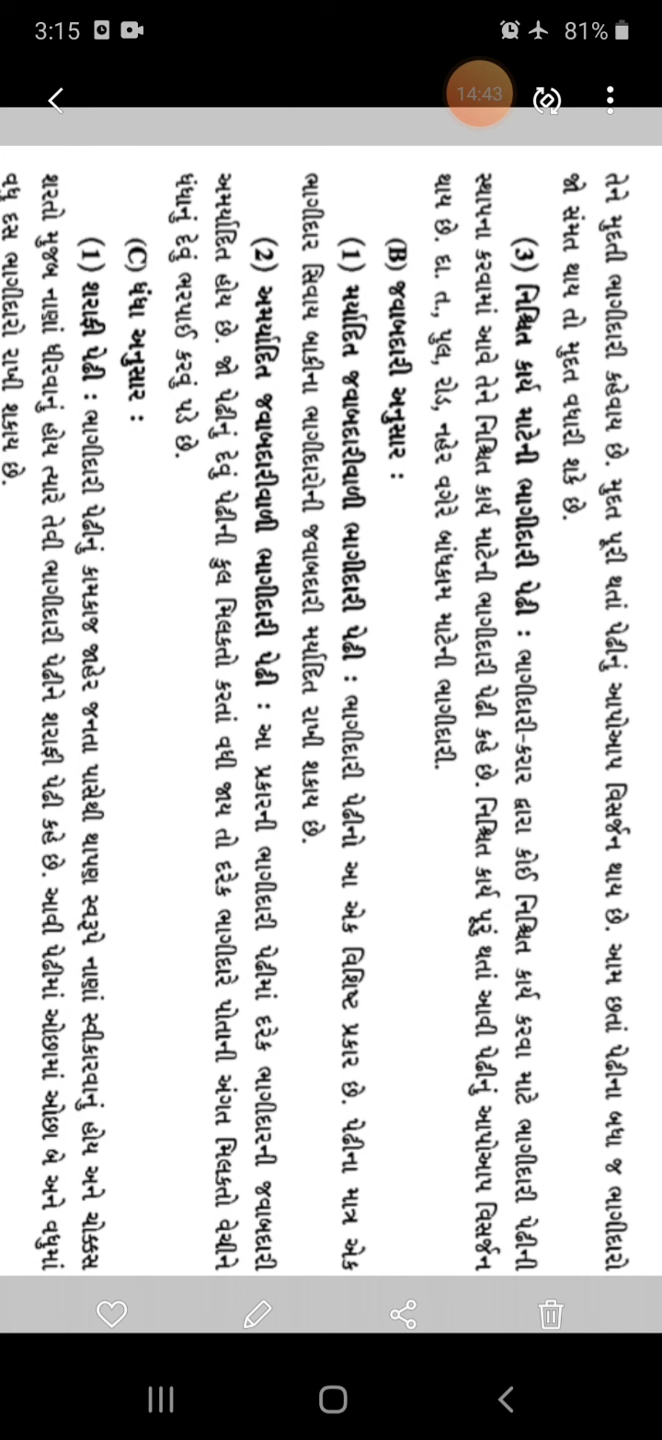 3:15
81%
14:43
તેને મુદતી ભાગીદારી કહેવાય છે. મુદત પૂરી થતાં પેઢીનું આપોઆપ વિસર્જન થાય છે. આમ છતાં પેઢીના બધા જ ભાગીદારો
જો સંમત થાય તો મુદત વધારી શકે છે.
(3) નિશ્ચિત કાર્ય માટેની ભાગીદારી પેઢી : ભાગીદારી-કરાર દ્વારા કોઈ નિશ્ચિત કાર્ય કરવા માટે ભાગીદારી પેઢીની
સ્થાપના કરવામાં આવે તેને નિશ્ચિત કાર્ય માટેની ભાગીદારી પેઢી કહે છે. નિશ્ચિત કાર્ય પૂરું થતાં આવી પેઢીનું આપોઆપ વિસર્જન
થાય છે. દા. ત., પુલ, રોડ, નહેર વગેરે બાંધકામ માટેની ભાગીદારી.
(B) જવાબદારી અનુસાર :
(1) મર્યાદિત જવાબદારીવાળી ભાગીદારી પેઢી : ભાગીદારી પેઢીનો આ એક વિશિષ્ટ પ્રકાર છે. પેઢીના માત્ર એક
ભાગીદાર સિવાય બાકીના ભાગીદારોની જવાબદારી મર્યાદિત રાખી શકાય છે.
(2) અમર્યાદિત જવાબદારીવાળી ભાગીદારી પેઢી : આ પ્રકારની ભાગીદારી પેઢીમાં દરેક ભાગીદારની જવાબદારી
અમર્યાદિત હોય છે. જો પેઢીનું દેવું પેઢીની કુલ મિલકતો કરતાં વધી જાય તો દરેક ભાગીદારે પોતાની અંગત મિલકતો વેચીને
ધંધાનું દેવું ભરપાઈ કરવું પડે છે.
(C) ધંધા અનુસાર :
(1) શરાફી પેઢી : ભાગીદારી પેઢીનું કામકાજ જાહેર જનતા પાસેથી થાપણ સ્વરૂપે નાણાં સ્વીકારવાનું હોય અને ચોક્કસ
શરતો મુજબ નાણાં ધીરવાનું હોય ત્યારે તેવી ભાગીદારી પેઢીને શરાફી પેઢી કહે છે. આવી પેઢીમાં ઓછામાં ઓછા બે અને વધુમાં
વધુ દસ ભાગીદારો રાખી શકાય છે.